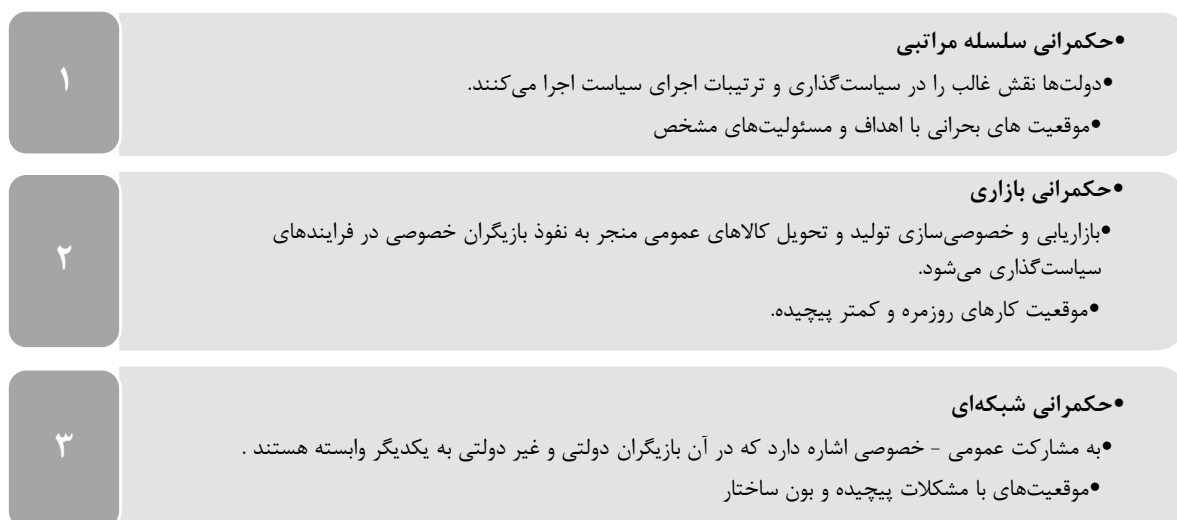 ۱
•حکمرانی سلسله مراتبی
•دولت‌ها نقش غالب را در سیاست‌گذاری و ترتیبات اجرای سیاست اجرا می‌کنند.
•موقعیت های بحرانی با اهداف و مسئولیت‌های مشخص
۲
•حکمرانی بازاری
•بازاریابی و خصوصی‌سازی تولید و تحویل کالاهای عمومی منجر به نفوذ بازیگران خصوصی در فرایندهای
سیاست‌گذاری می‌شود.
•موقعیت کارهای روزمره و کمتر پیچیده.
۳
•حکمرانی شبکه‌ای
•به مشارکت عمومی - خصوصی اشاره دارد که در آن بازیگران دولتی و غیر دولتی به یکدیگر وابسته هستند .
•موقعیت‌های با مشکلات پیچیده و بون ساختار